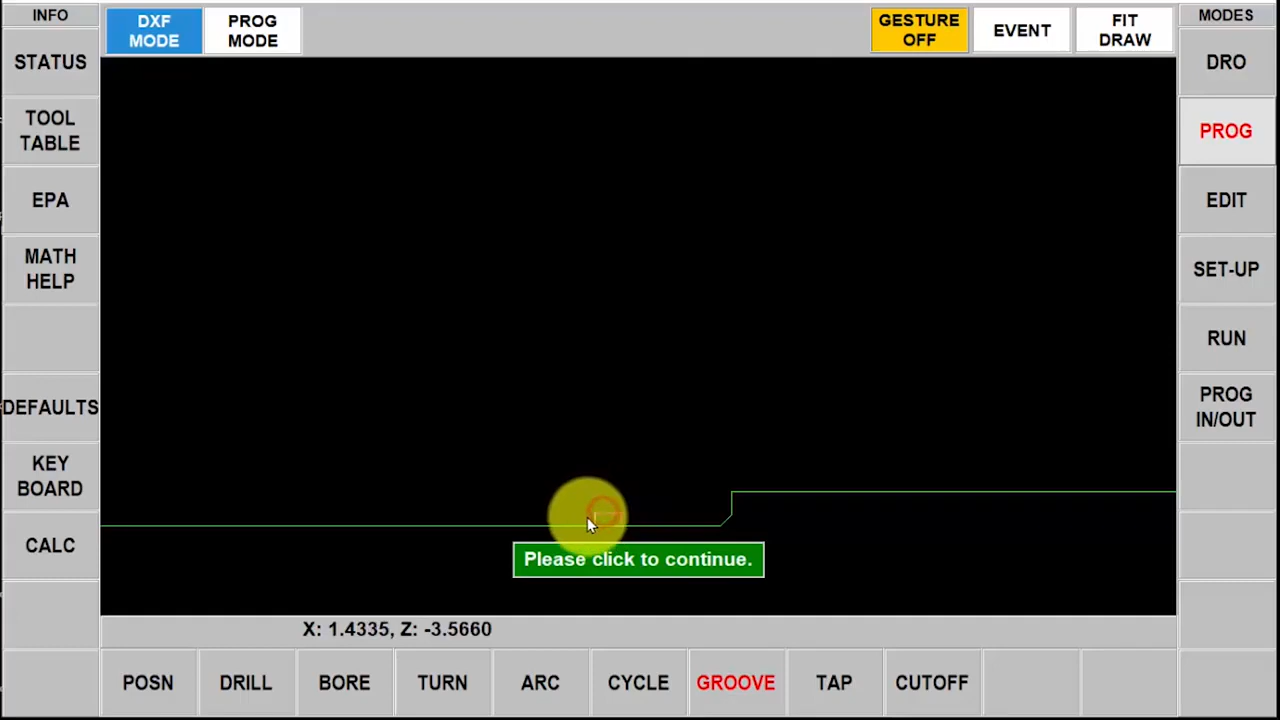 INFO
DXF
MODE
PROG
MODE
GESTURE
OFF
EVENT
FIT
DRAW
MODES
STATUS
TOOL
TABLE
EPA
MATH
HELP
DEFAULTS
KEY
BOARD
CALC
DRO
PROG
EDIT
SET-UP
RUN
PROG
IN/OUT
Please click to continue.
X: 1.4335, Z: -3.5660
POSN
DRILL
BORE
TURN
ARC
CYCLE
GROOVE
TAP
CUTOFF